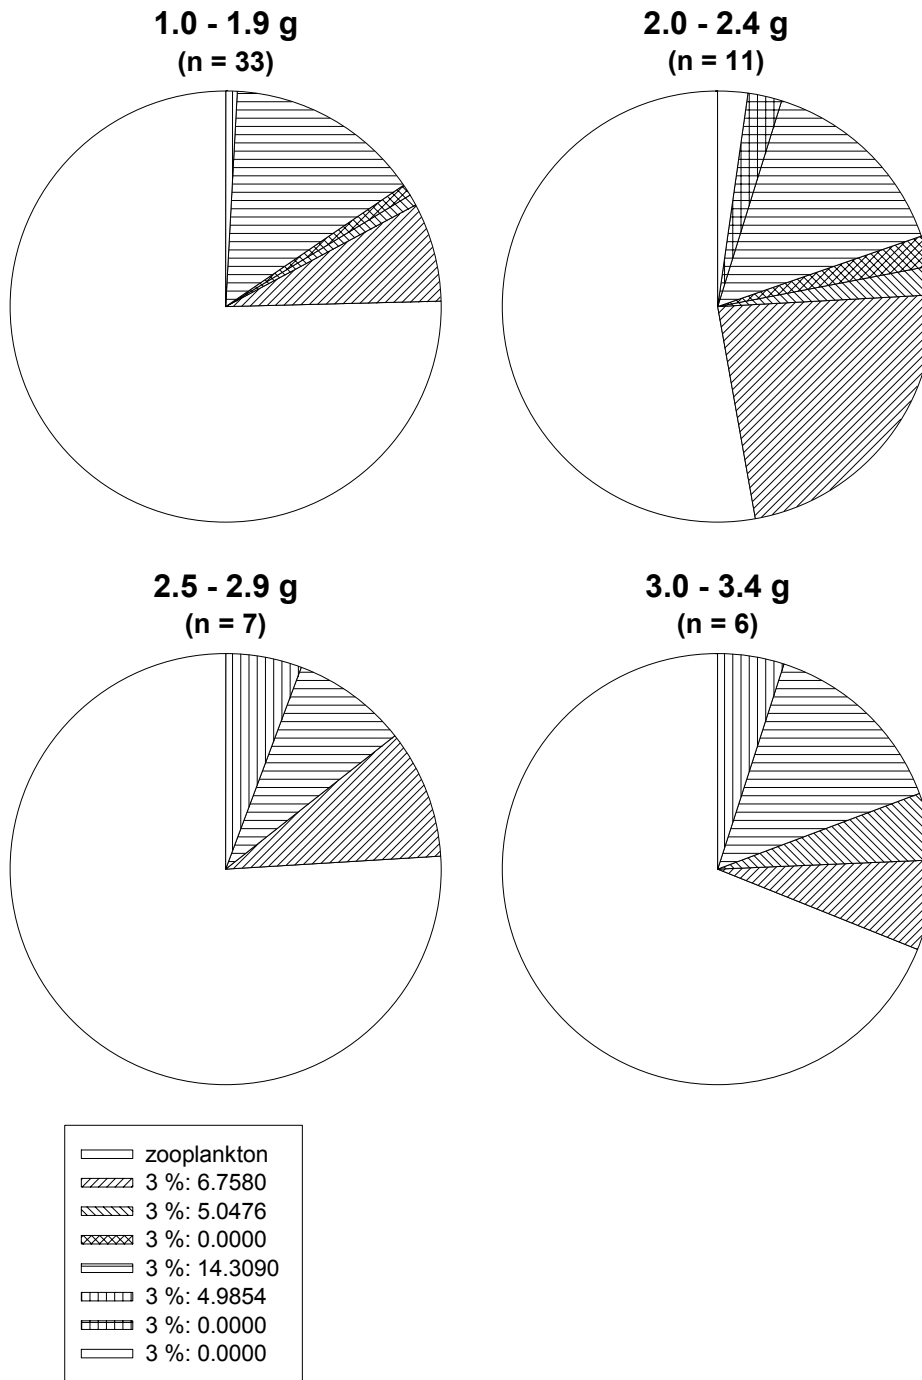 1.0 - 1.9 g
(n = 33)
2.0 - 2.4 g
(n = 11)
2.5 - 2.9 g
(n = 7)
3.0 - 3.4 g
(n = 6)
zooplankton
3 %: 6.7580
3 %: 5.0476
3 %: 0.0000
3 %: 14.3090
3 %: 4.9854
3 %: 0.0000
3 %: 0.0000